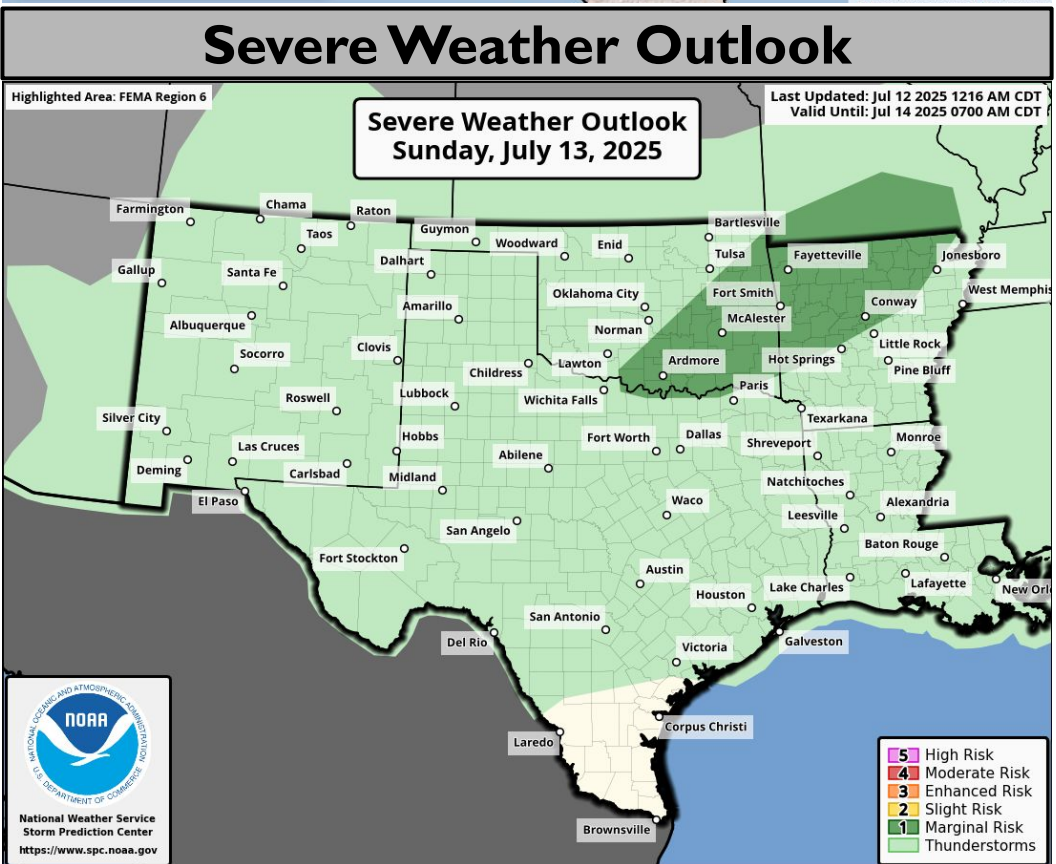 Severe Weather Outlook
Highlighted Area: FEMA Region 6
Last Updated: Jul 12 2025 1216 AM CDT
Valid Until: Jul 14 2025 0700 AM CDT
Severe Weather Outlook
Sunday, July 13, 2025
Farmington
Chama
Raton
Taos
Guymon
Woodward
Enid
Bartlesville
Tulsa
Fayetteville
Jonesboro
Gallup
Santa Fe
Dalhart
Amarillo
Oklahoma City
Fort Smith
Conway
West Memphis
Albuquerque
Norman
McAlester
Little Rock
Socorro
Clovis
Childress
Lawton
Ardmore
Hot Springs
Pine Bluff
Roswell
Lubbock
Wichita Falls
Paris
Silver City
Texarkana
Las Cruces
Hobbs
Fort Worth
Dallas
Shreveport
Monroe
Deming
Carlsbad
Midland
Abilene
Natchitoches
El Paso
Waco
Alexandria
San Angelo
Leesville
Fort Stockton
Baton Rouge
Austin
Lake Charles
Lafayette
New Orl
Houston
San Antonio
Del Rio
Victoria
Galveston
Laredo
Corpus Christi
Brownsville
NATIONAL OCEANIC AND ATMOSPHERIC ADMINISTRATION
NOAA
U.S. DEPARTMENT OF COMMERCE
National Weather Service
Storm Prediction Center
https://www.spc.noaa.gov
5 High Risk
4 Moderate Risk
3 Enhanced Risk
2 Slight Risk
1 Marginal Risk
Thunderstorms